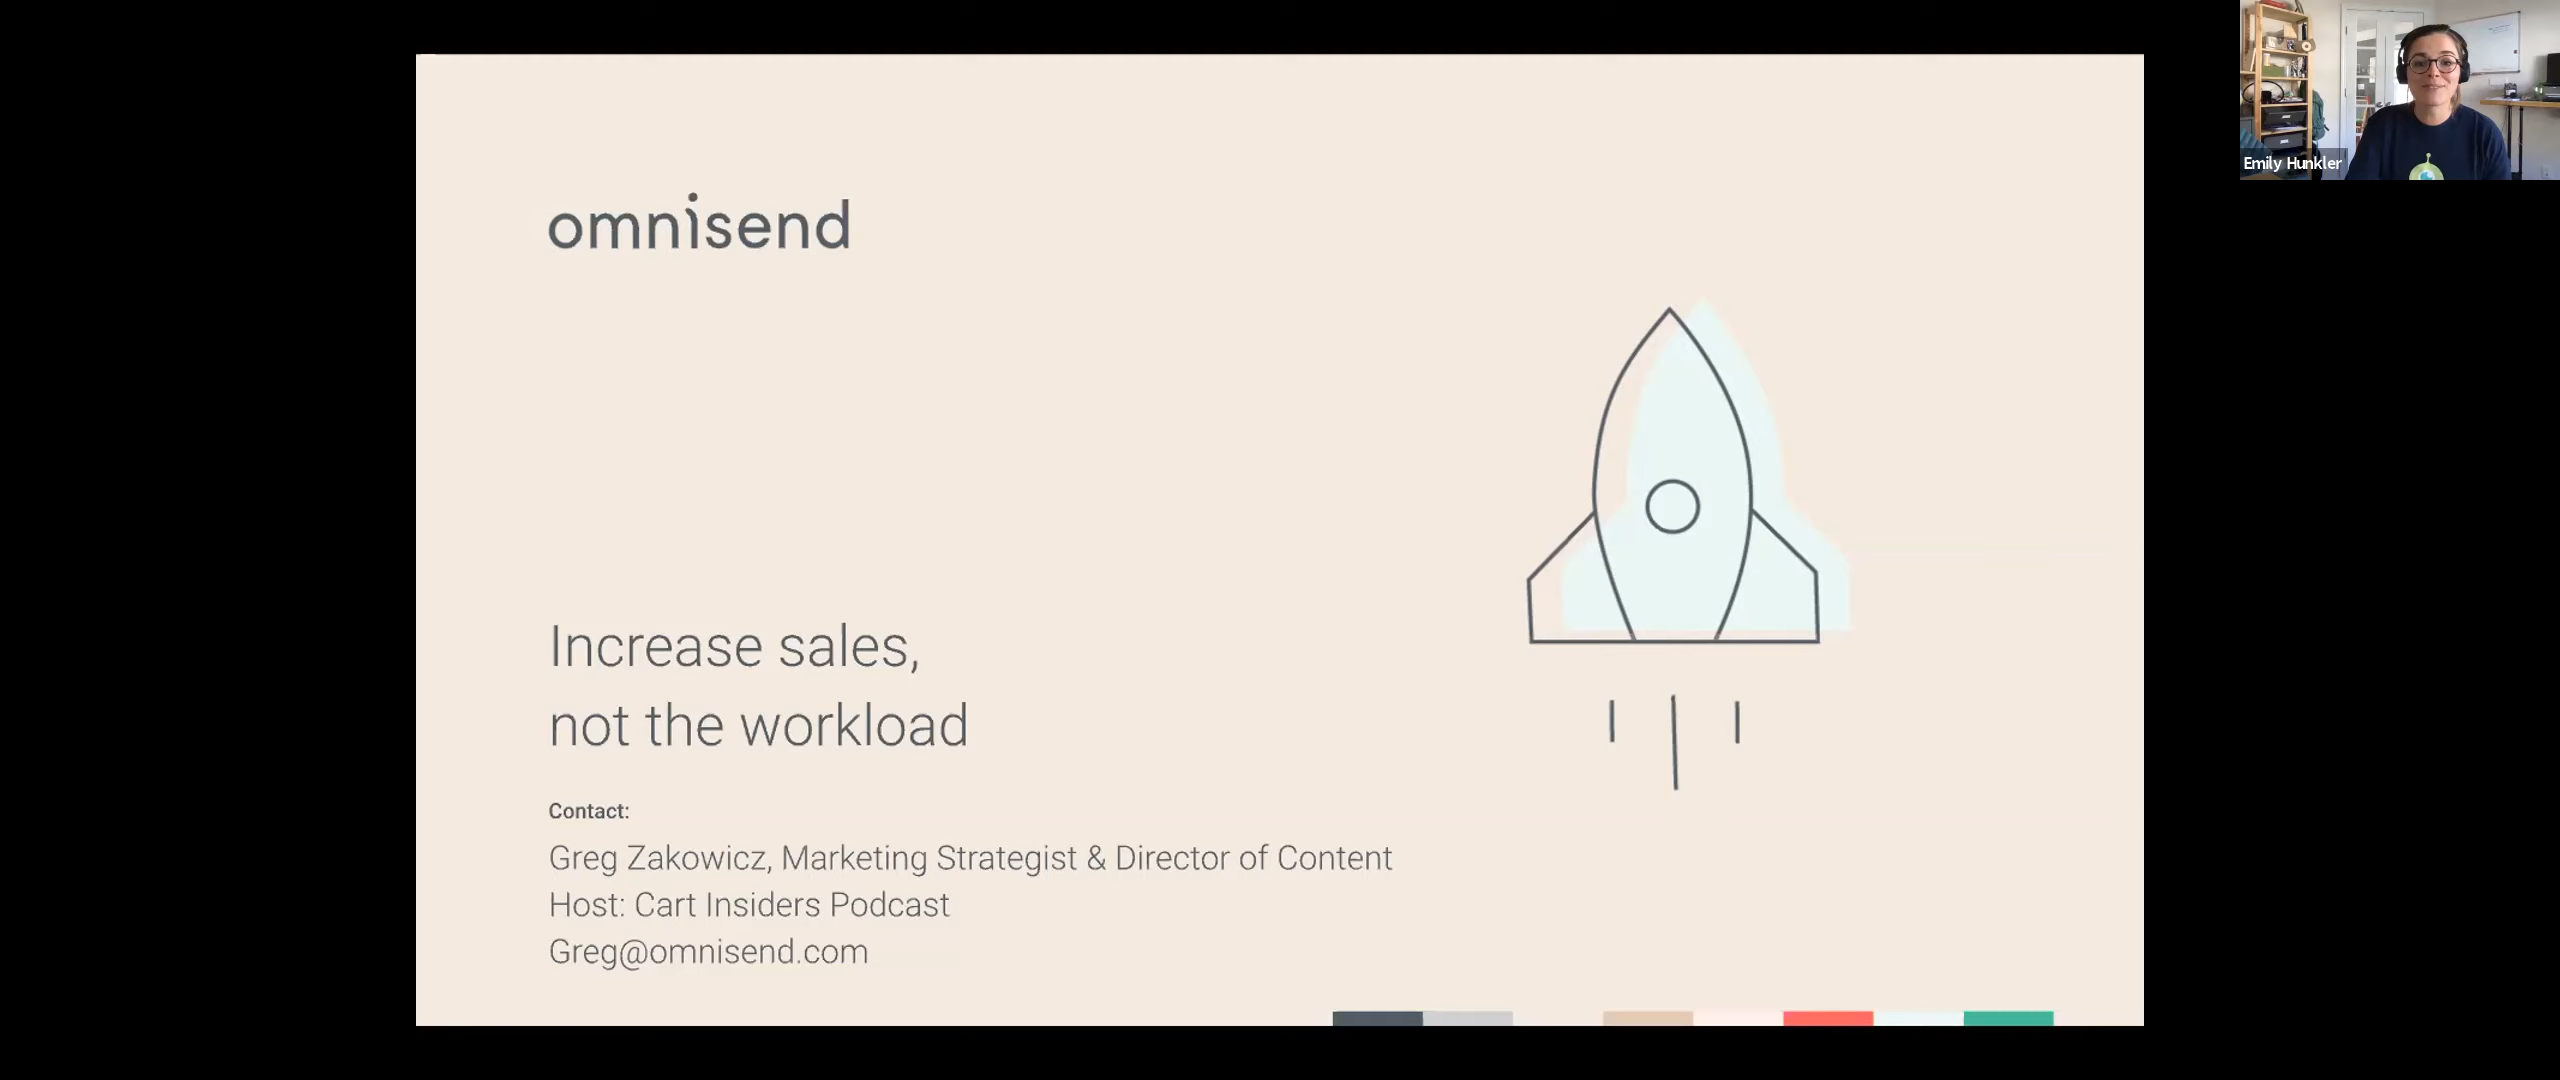 omnisend
Increase sales,
not the workload
Contact:
Greg Zakowicz, Marketing Strategist & Director of Content
Host: Cart Insiders Podcast
Greg@omnisend.com
Emily Hunkler